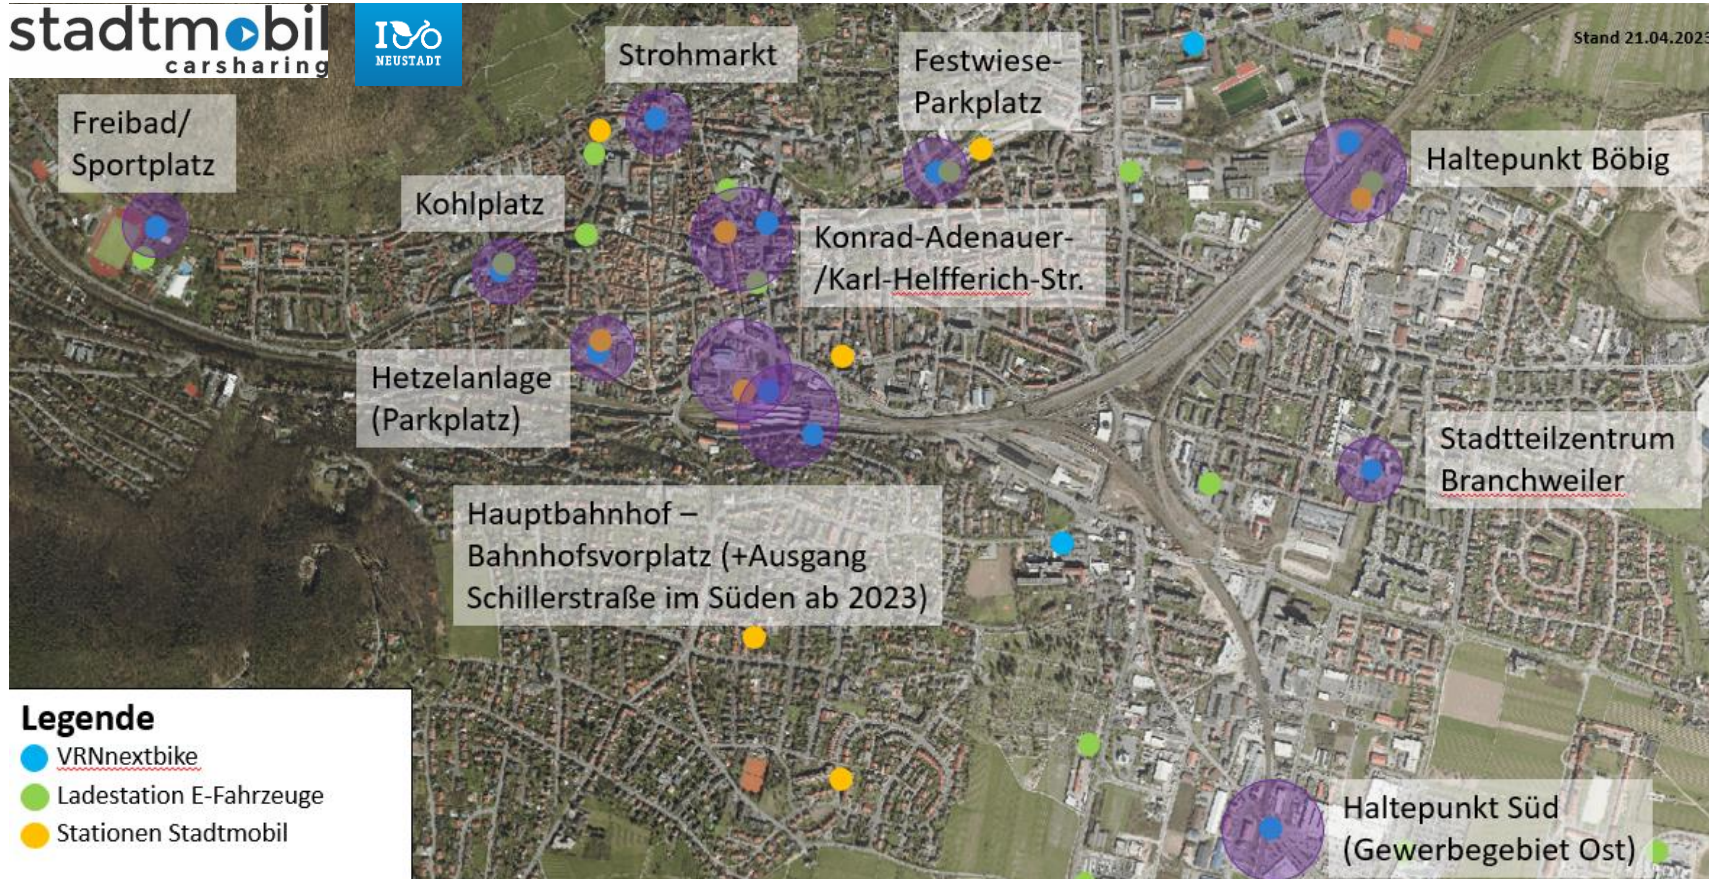 stadtmobil
carsharing
NEUSTADT
Stand 21.04.2023
Strohmarkt
Festwiese-
Parkplatz
Freibad/
Sportplatz
Haltepunkt Böbig
Kohlplatz
Konrad-Adenauer-
/Karl-Helfferich-Str.
Hetzelanlage
(Parkplatz)
Stadtteilzentrum
Branchweiler
Hauptbahnhof –
Bahnhofsvorplatz (+Ausgang
Schillerstraße im Süden ab 2023)
Haltepunkt Süd
(Gewerbegebiet Ost)
Legende
VRNnextbike
Ladestation E-Fahrzeuge
Stationen Stadtmobil